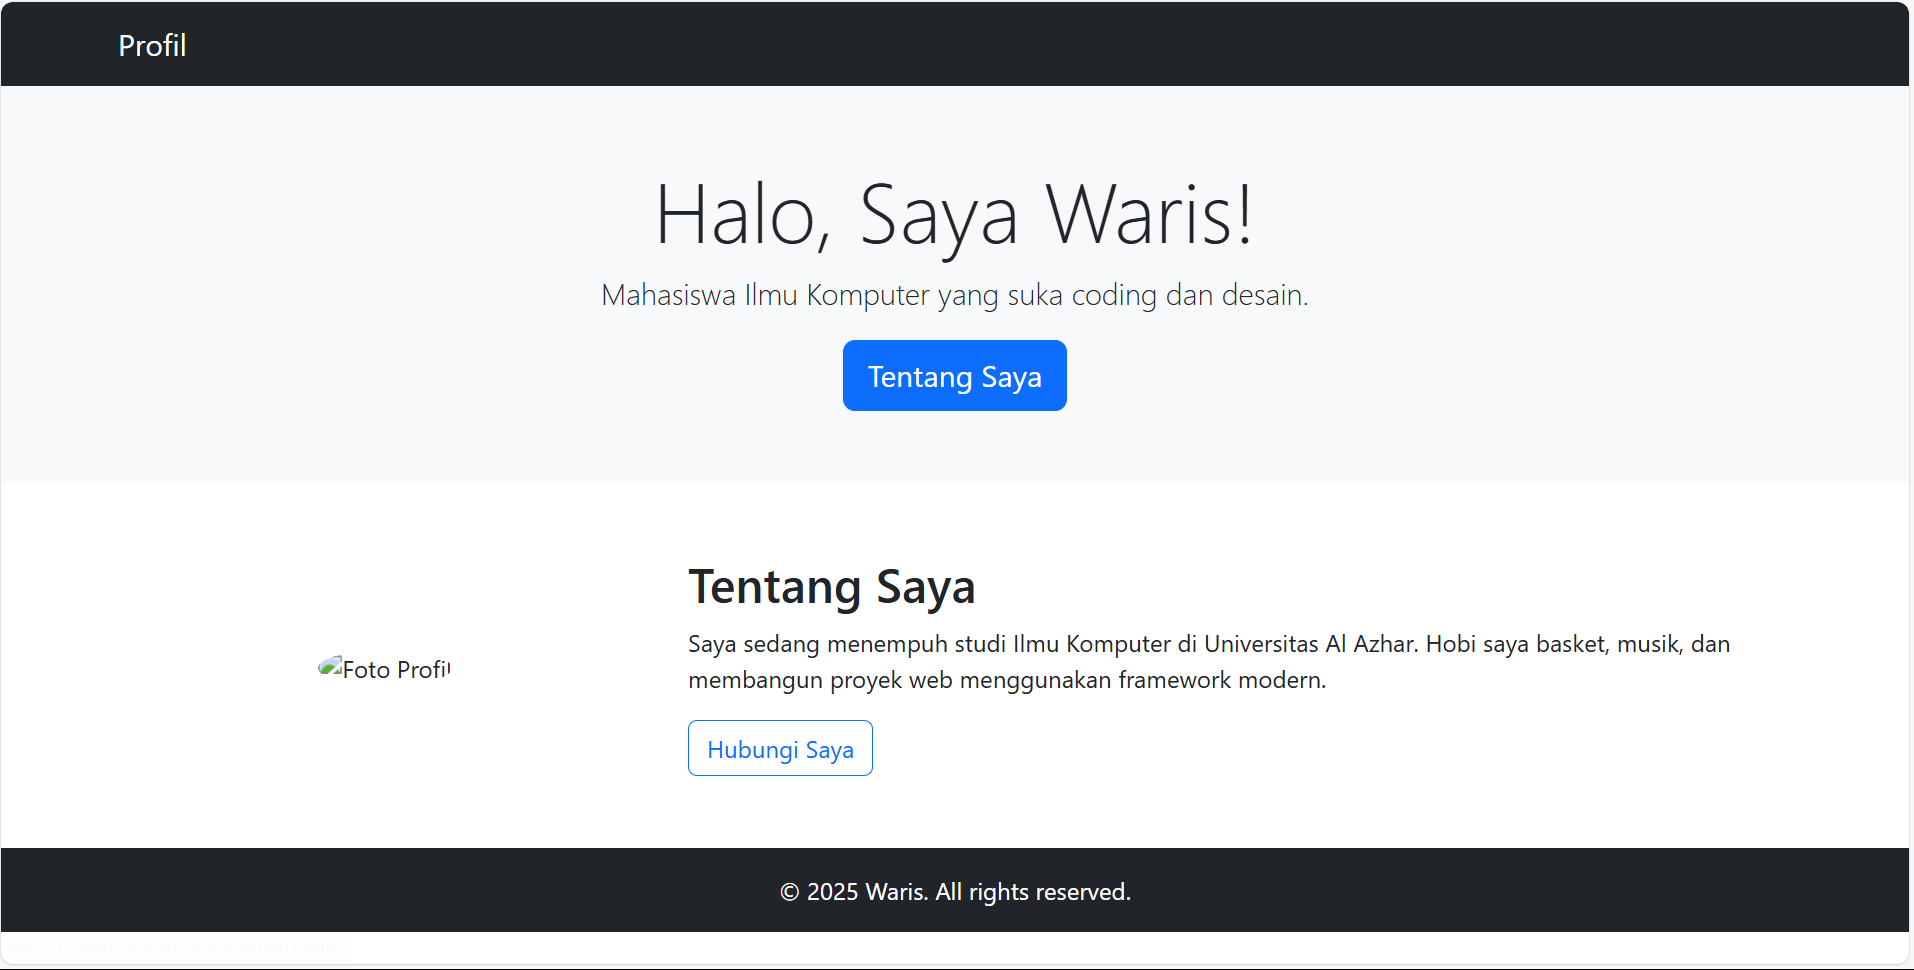 Profil
Halo, Saya Waris!
Mahasiswa Ilmu Komputer yang suka coding dan desain.
Tentang Saya
Tentang Saya
Saya sedang menempuh studi Ilmu Komputer di Universitas Al Azhar. Hobi saya basket, musik, dan
membangun proyek web menggunakan framework modern.
Foto Profil
Hubungi Saya
© 2025 Waris. All rights reserved.